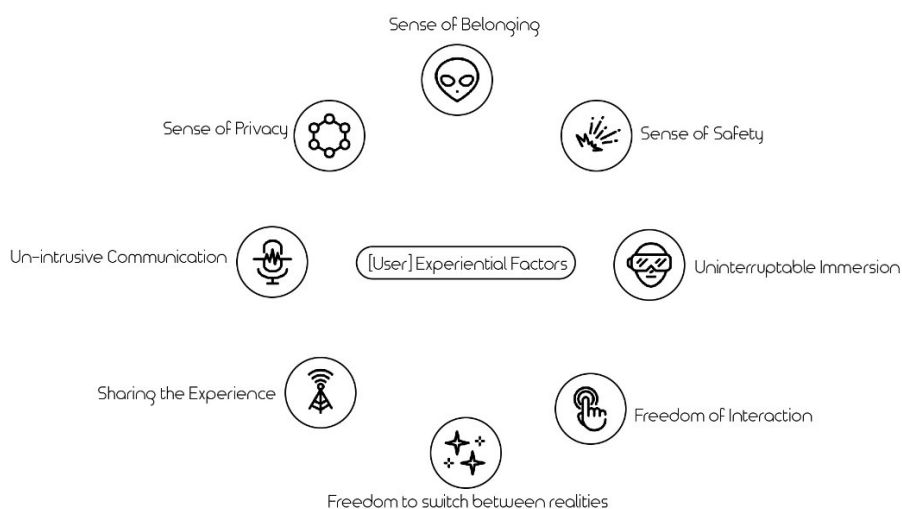 Sense of Belonging
Sense of Privacy
Sense of Safety
Un-intrusive Communication
[User] Experiential Factors
Uninterruptable Immersion
Sharing the Experience
Freedom of Interaction
Freedom to switch between realities